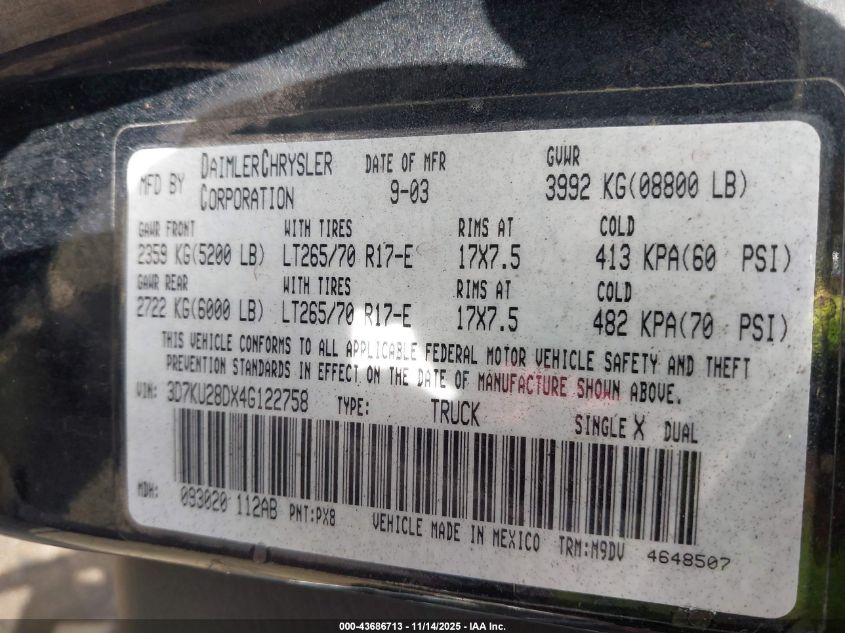 MFD BY DAIMLERCHRYSLER CORPORATION DATE OF MFR 9-03 GVWR 3992 KG(08800 LB)
GAWR FRONT WITH TIRES RIMS AT COLD
2359 KG(5200 LB) LT265/70 R17-E 17X7.5 413 KPA(60 PSI)
GAWR REAR WITH TIRES RIMS AT COLD
2722 KG(6000 LB) LT265/70 R17-E 17X7.5 482 KPA(70 PSI)
THIS VEHICLE CONFORMS TO ALL APPLICABLE FEDERAL MOTOR VEHICLE SAFETY AND THEFT
PREVENTION STANDARDS IN EFFECT ON THE DATE OF MANUFACTURE SHOWN ABOVE.
VIN: 3D7KU28DX4G122758 TYPE: TRUCK SINGLE X DUAL
MDH: 093020 112AB PNT:PX8 VEHICLE MADE IN MEXICO TRM:M9DV 4648507
000-43686713 - 11/14/2025 - IAA Inc.